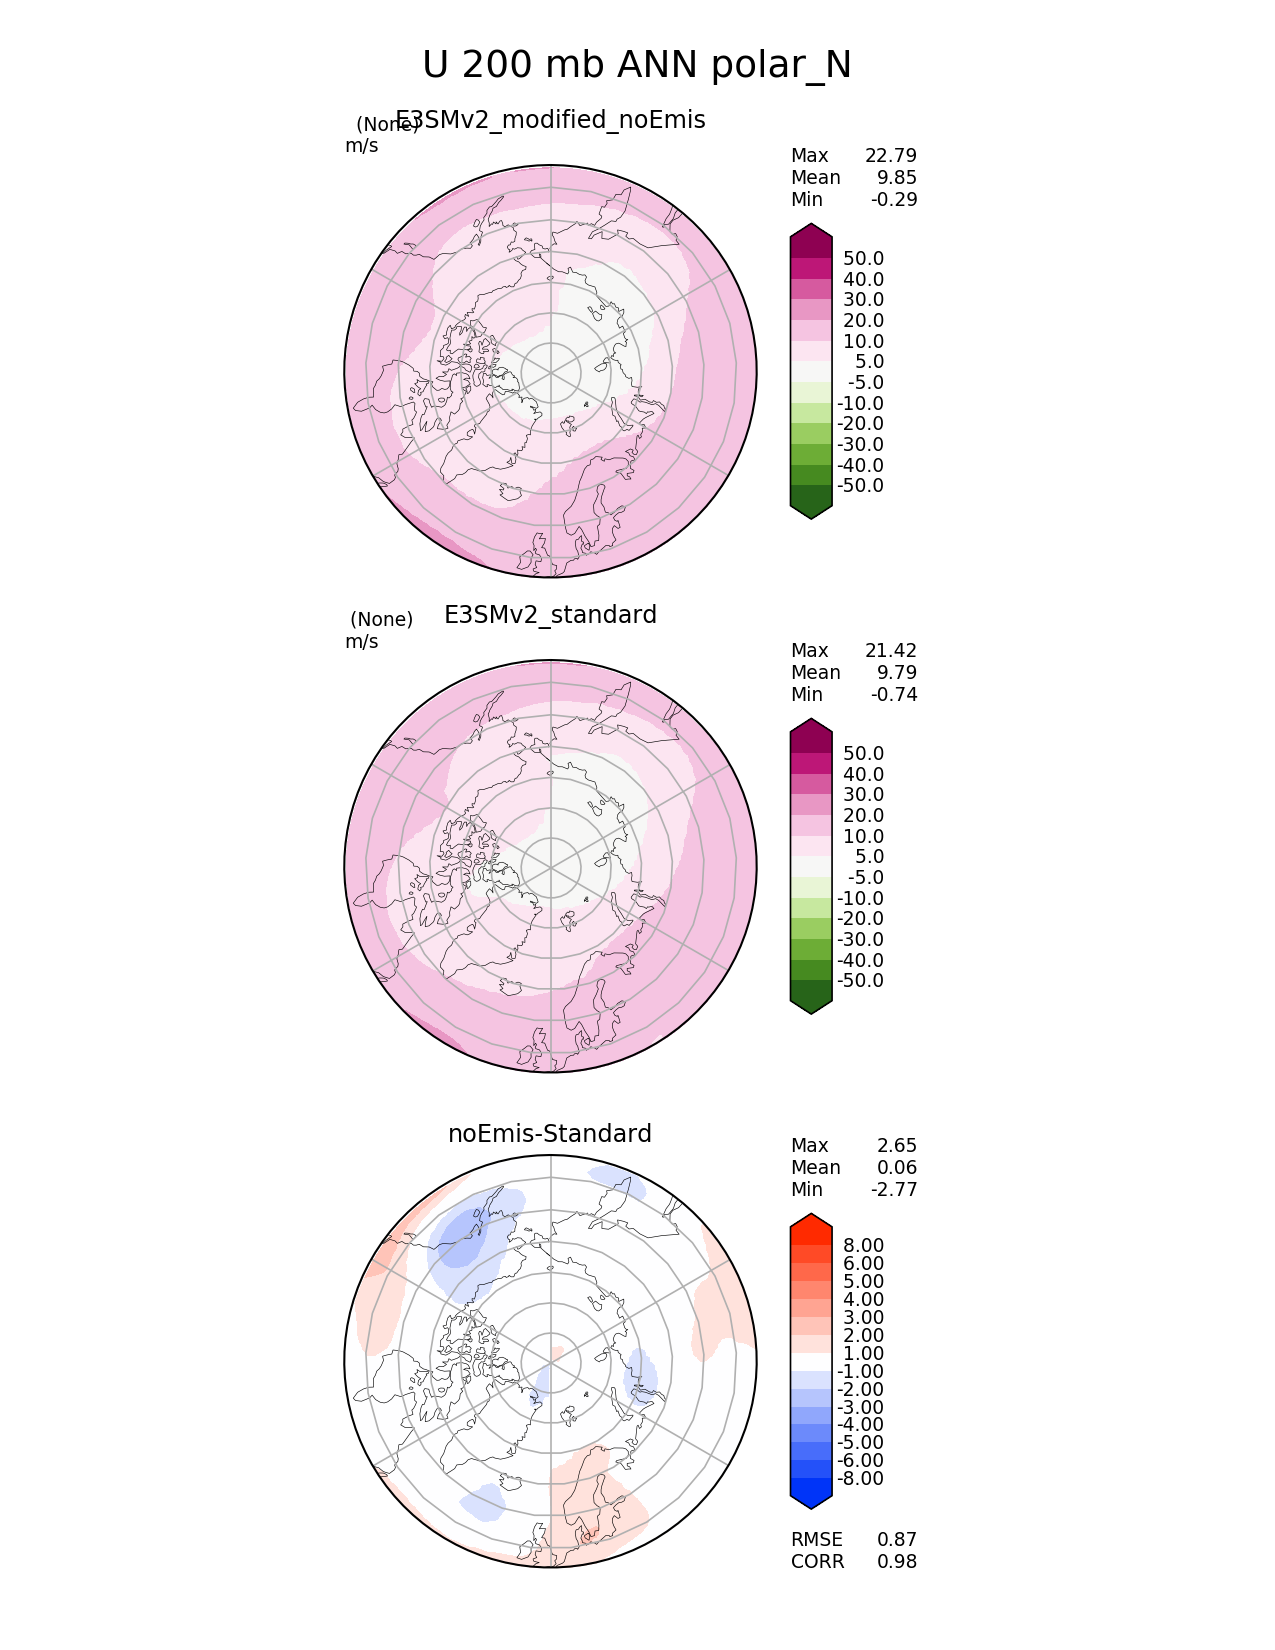 U 200 mb ANN polar_N
(None)
E3SMv2_modified_noEmis
m/s
Max 22.79
Mean 9.85
Min -0.29
50.0
40.0
30.0
20.0
10.0
5.0
-5.0
-10.0
-20.0
-30.0
-40.0
-50.0
(None)
E3SMv2_standard
m/s
Max 21.42
Mean 9.79
Min -0.74
50.0
40.0
30.0
20.0
10.0
5.0
-5.0
-10.0
-20.0
-30.0
-40.0
-50.0
noEmis-Standard
Max 2.65
Mean 0.06
Min -2.77
8.00
6.00
5.00
4.00
3.00
2.00
1.00
-1.00
-2.00
-3.00
-4.00
-5.00
-6.00
-8.00
RMSE 0.87
CORR 0.98